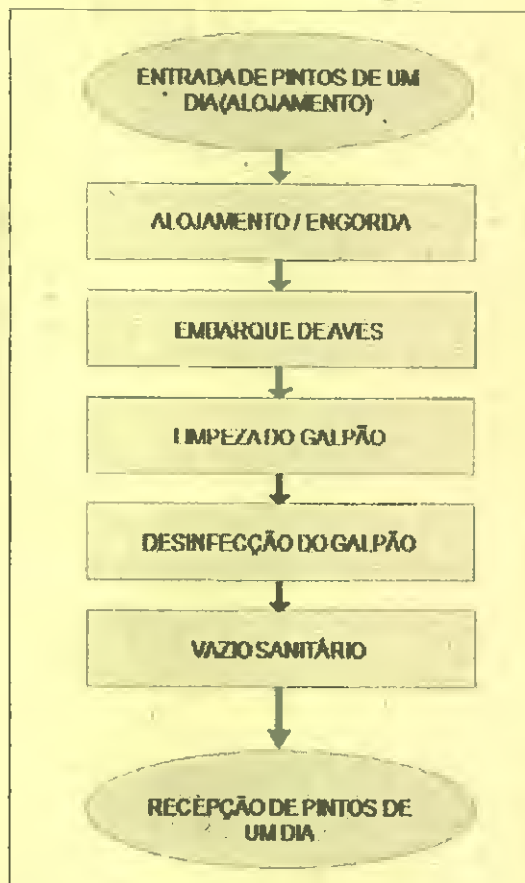 ENTRADA DE PINTOS DE UM
DIA(ALOJAMENTO)
ALOJAMENTO / ENGORDA
EMBARQUE DE AVES
LIMPEZA DO GALPÃO
DESINFECÇÃO DO GALPÃO
VAZIO SANITÁRIO
RECEPÇÃO DE PINTOS DE
UM DIA